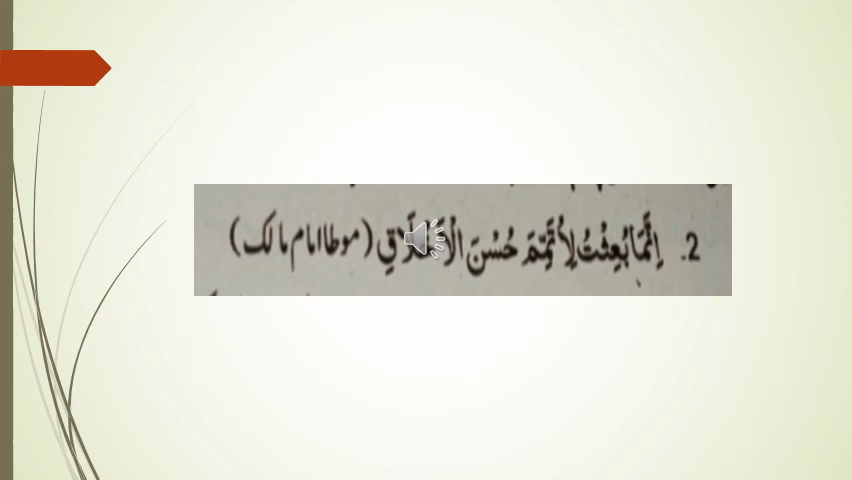 2. اِنَّمَا بُعِثْتُ لِاُتَمِّمَ حُسْنَ الْاَخْلَاقِ (موطا امام مالک)